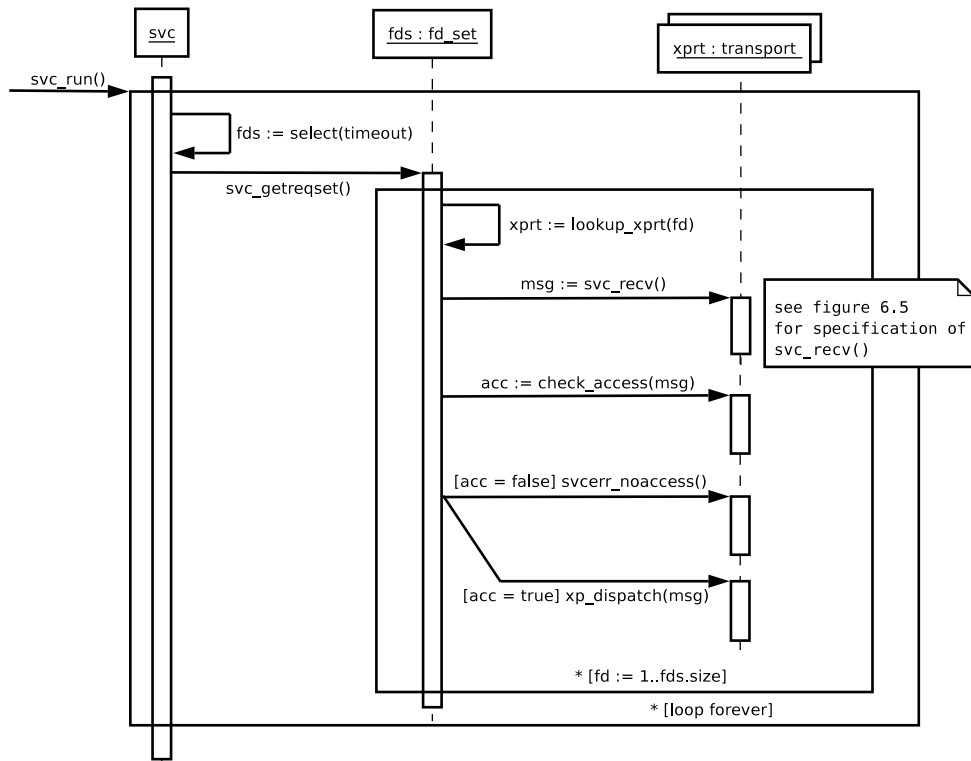 svc
fds : fd_set
xprt : transport
svc_run()
fds := select(timeout)
svc_getreqset()
xprt := lookup_xprt(fd)
msg := svc_recv()
see figure 6.5
for specification of
svc_recv()
acc := check_access(msg)
[acc = false] svcerr_noaccess()
[acc = true] xp_dispatch(msg)
* [fd := 1..fds.size]
* [loop forever]